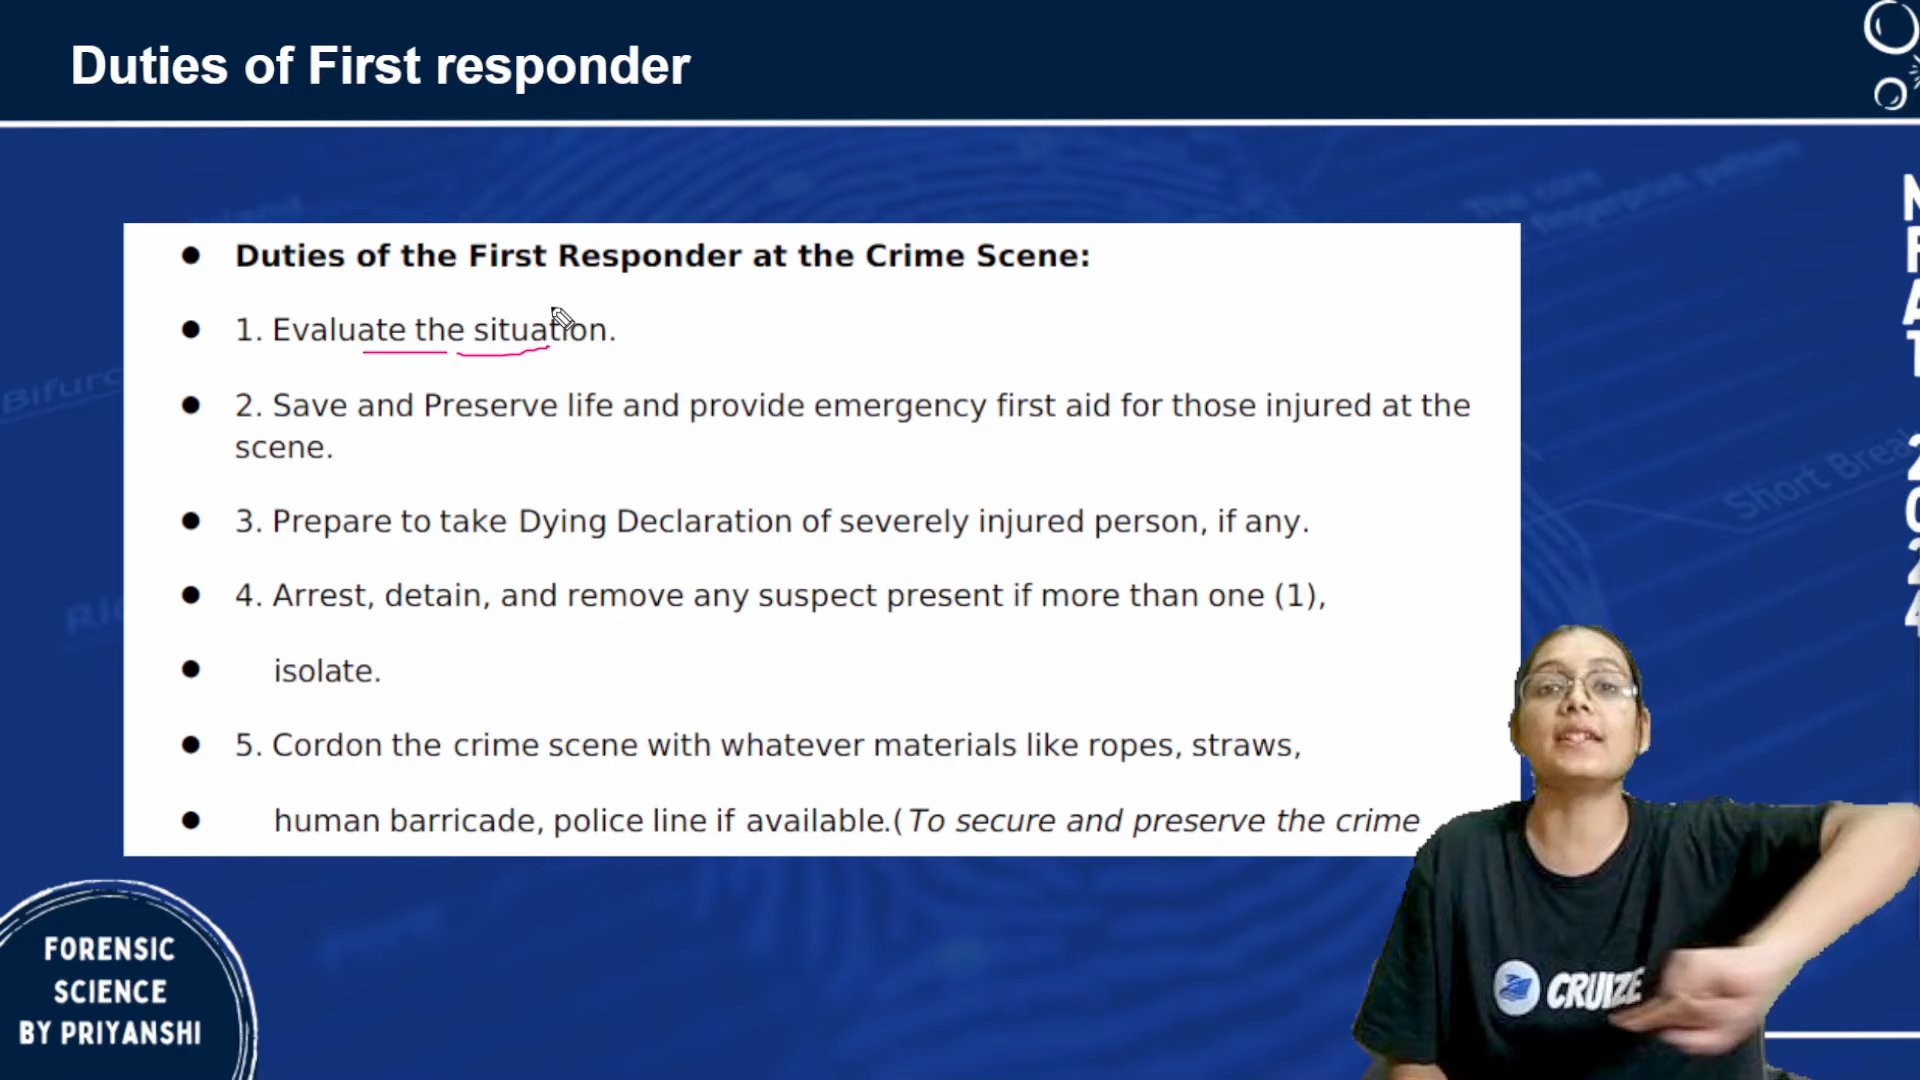 Duties of First responder
Duties of the First Responder at the Crime Scene:
1. Evaluate the situation.
2. Save and Preserve life and provide emergency first aid for those injured at the
scene.
3. Prepare to take Dying Declaration of severely injured person, if any.
4. Arrest, detain, and remove any suspect present if more than one (1),
isolate.
5. Cordon the crime scene with whatever materials like ropes, straws,
human barricade, police line if available.(To secure and preserve the crime
FORENSIC
SCIENCE
BY PRIYANSHI
CRUIZE
The core
fingerprint pattern